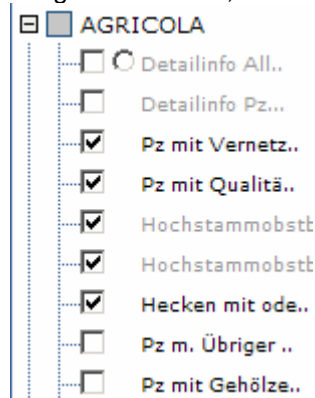 AGRICOLA
Detailinfo All..
Detailinfo Pz...
Pz mit Vernetz..
Pz mit Qualitä..
Hochstammobstb
Hochstammobstb
Hecken mit ode..
Pz m. Übriger ..
Pz mit Gehölze..